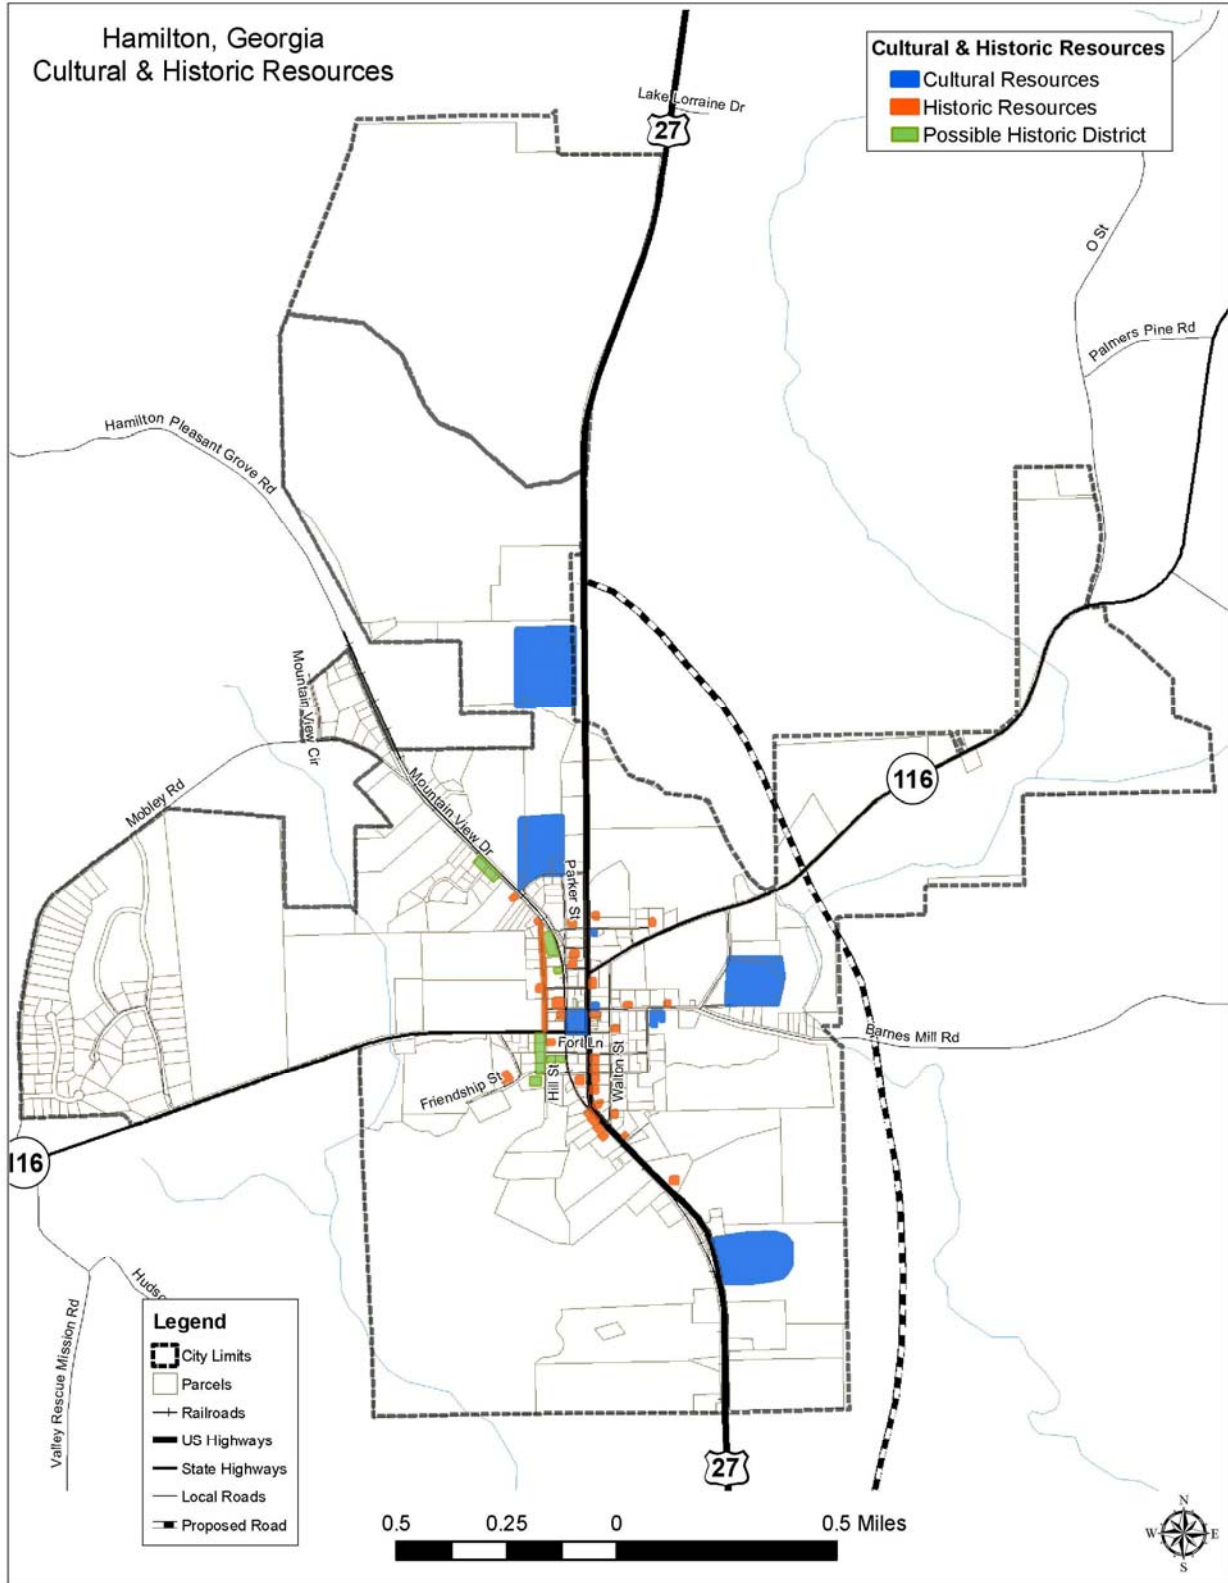 Hamilton, Georgia
Cultural & Historic Resources
Cultural & Historic Resources
Cultural Resources
Historic Resources
Possible Historic District
Lake Lorraine Dr
27
O St
Palmers Pine Rd
Hamilton Pleasant Grove Rd
Mountain View Cir
Mobley Rd
Mountain View Dr
116
Parker St
Barnes Mill Rd
Fort Ln
Walton St
Hill St
Friendship St
116
Valley Rescue Mission Rd
Legend
City Limits
Parcels
Railroads
US Highways
State Highways
Local Roads
Proposed Road
27
0.5 0.25 0 0.5 Miles
N
W E
S